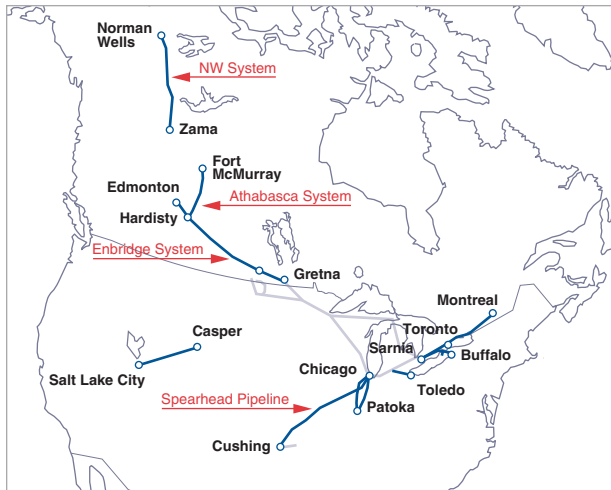 Norman
Wells
NW System
Zama
Fort
McMurray
Edmonton
Athabasca System
Hardisty
Enbridge System
Gretna
Montreal
Casper
Toronto
Sarnia
Buffalo
Salt Lake City
Chicago
Toledo
Spearhead Pipeline
Patoka
Cushing